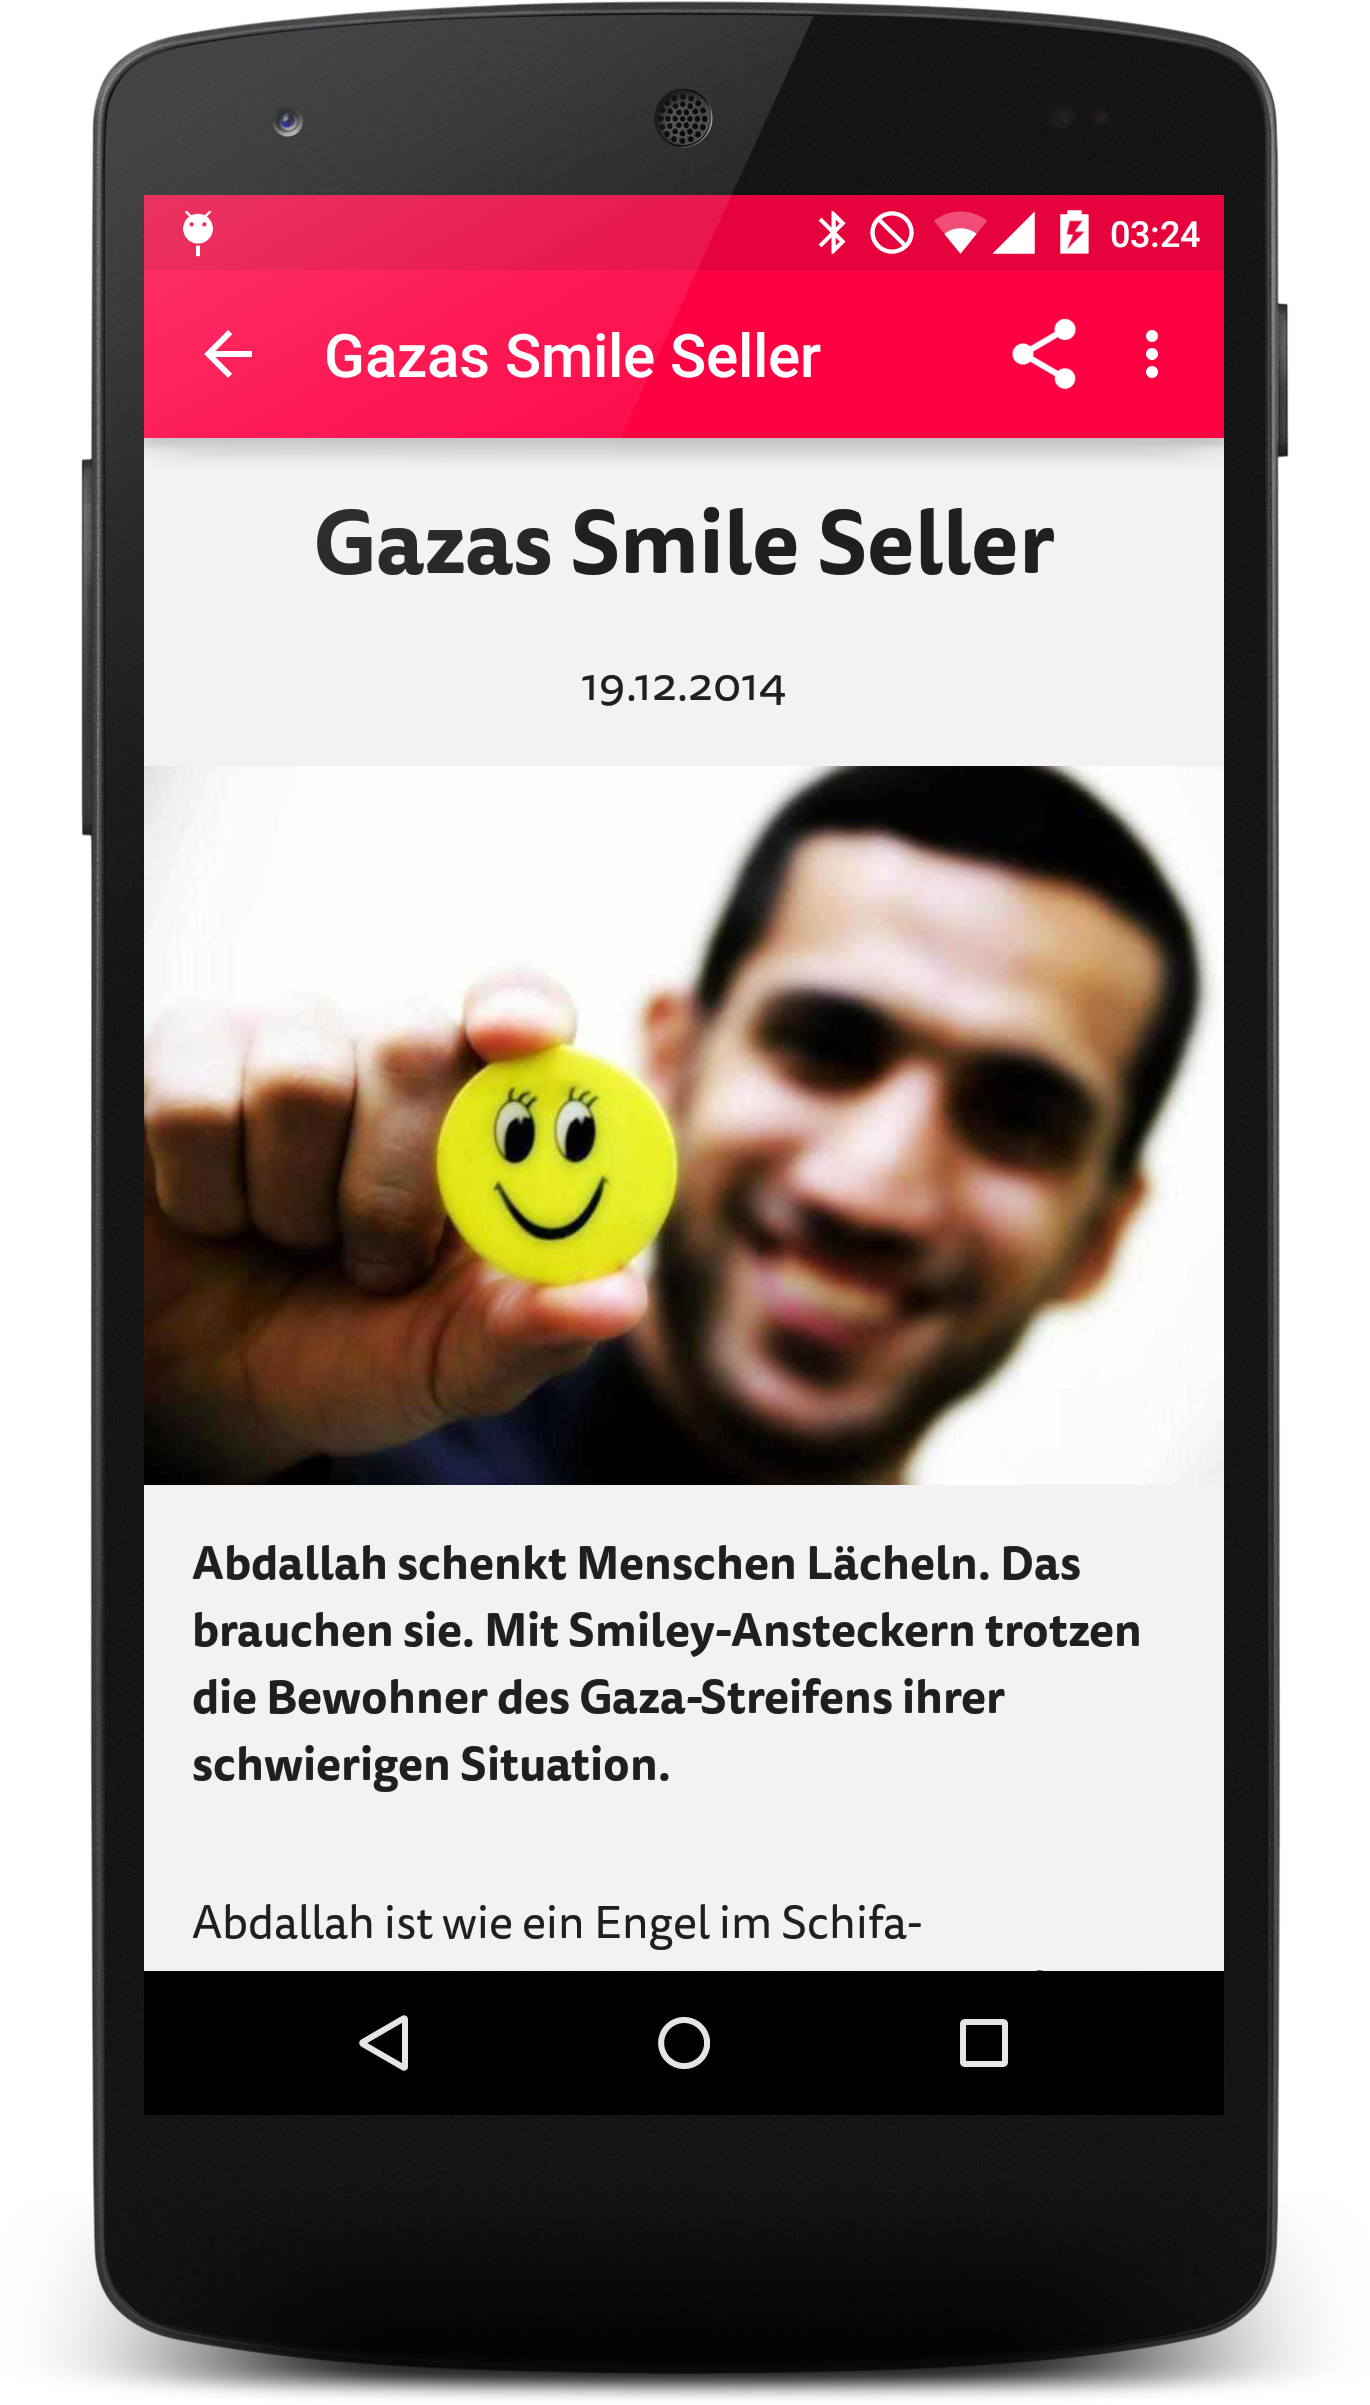 03:24
Gazas Smile Seller
Gazas Smile Seller
19.12.2014
Abdallah schenkt Menschen Lächeln. Das
brauchen sie. Mit Smiley-Ansteckern trotzen
die Bewohner des Gaza-Streifens ihrer
schwierigen Situation.
Abdallah ist wie ein Engel im Schifa-